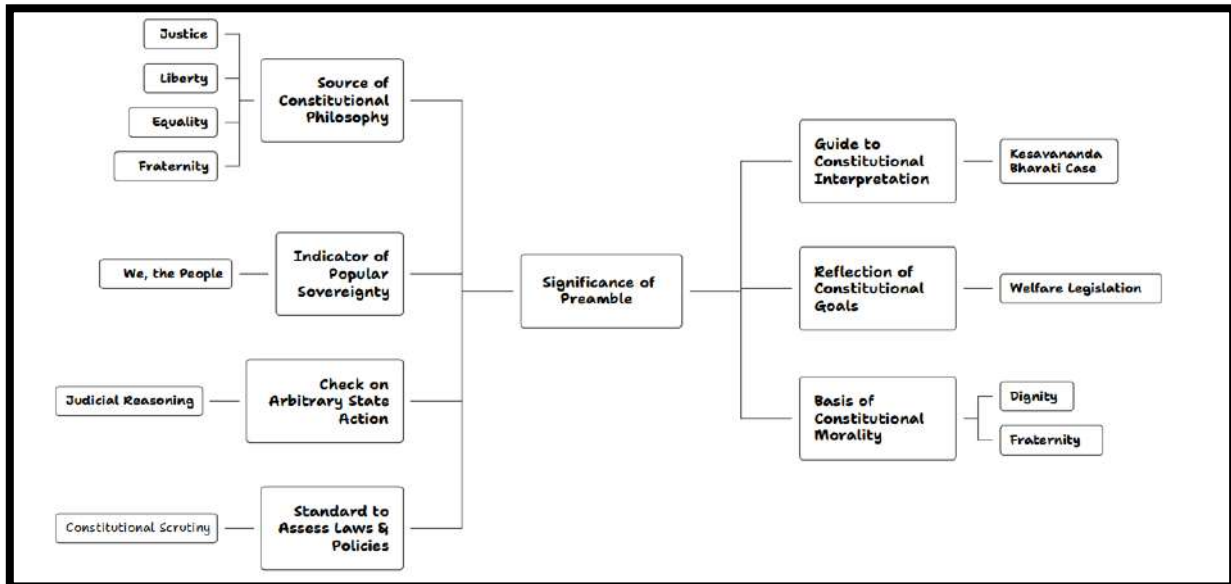 Justice
Liberty
Equality
Fraternity
Source of
Constitutional
Philosophy
We, the People
Indicator of
Popular
Sovereignty
Judicial Reasoning
Check on
Arbitrary State
Action
Constitutional Scrutiny
Standard to
Assess Laws &
Policies
Significance of
Preamble
Guide to
Constitutional
Interpretation
Kesavananda
Bharati Case
Reflection of
Constitutional
Goals
Welfare Legislation
Basis of
Constitutional
Morality
Dignity
Fraternity